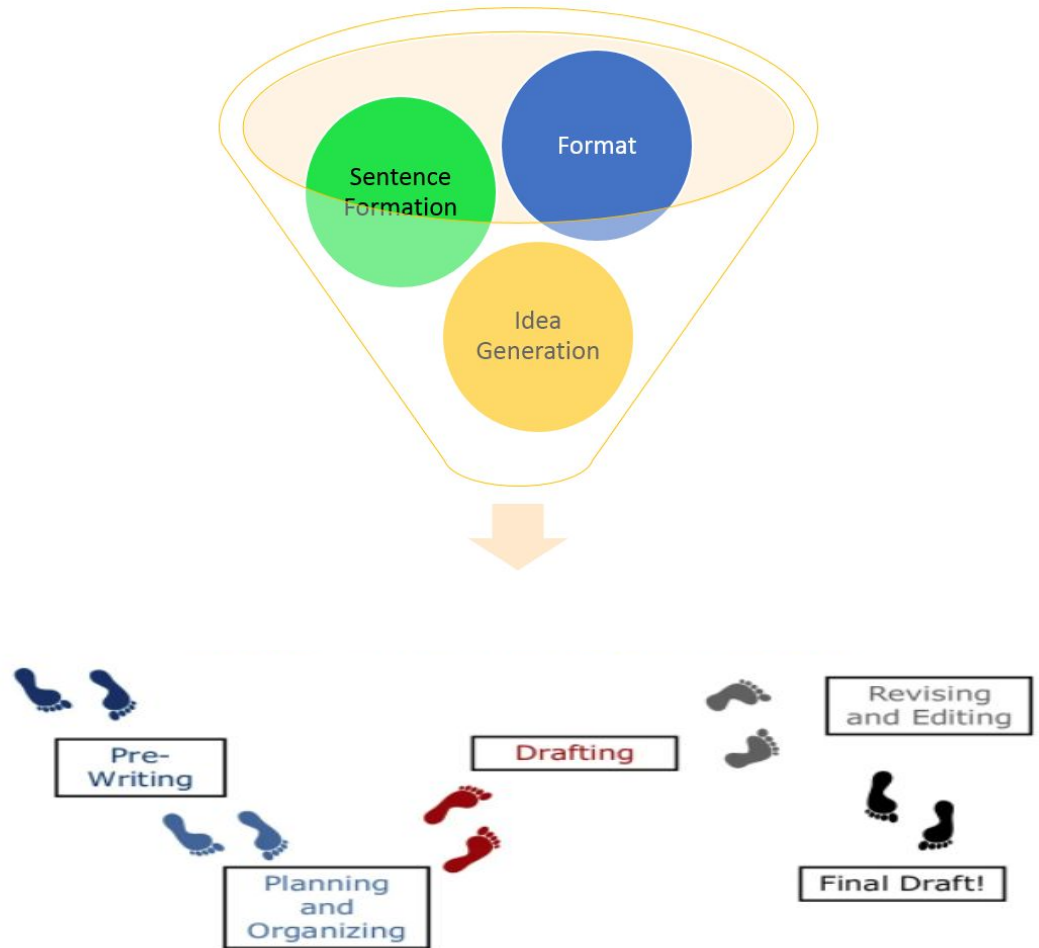 Format
Sentence
Formation
Idea
Generation
Pre-
Writing
Planning
and
Organizing
Drafting
Revising
and Editing
Final Draft!